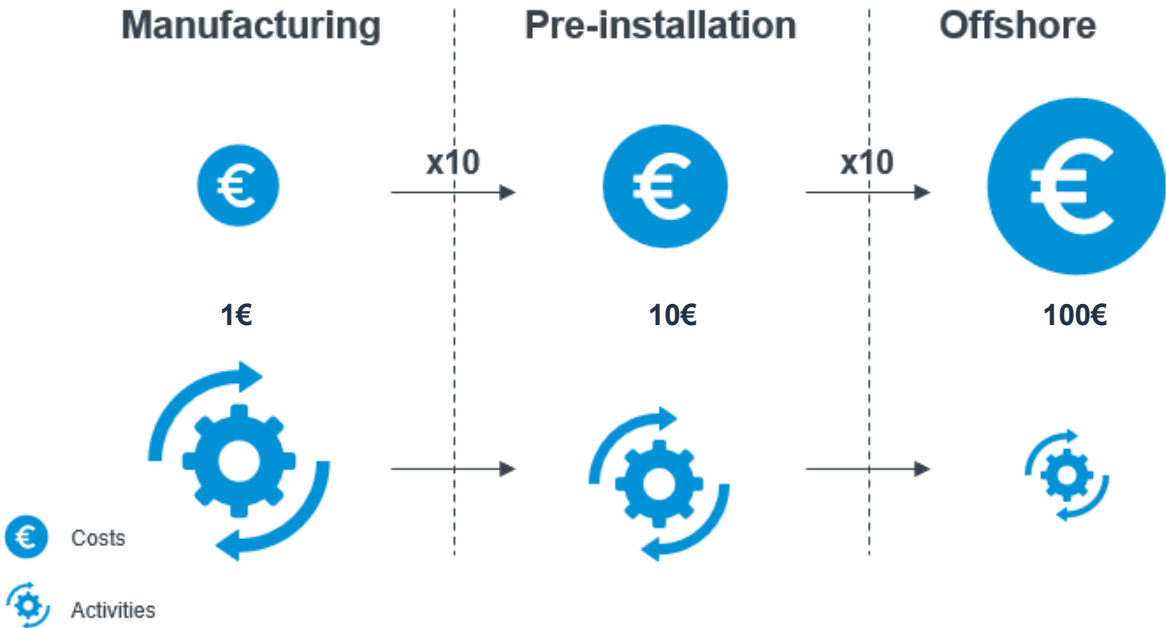 Manufacturing
Pre-installation
Offshore
€
x10
€
x10
€
1€
10€
100€
€
Costs
Activities